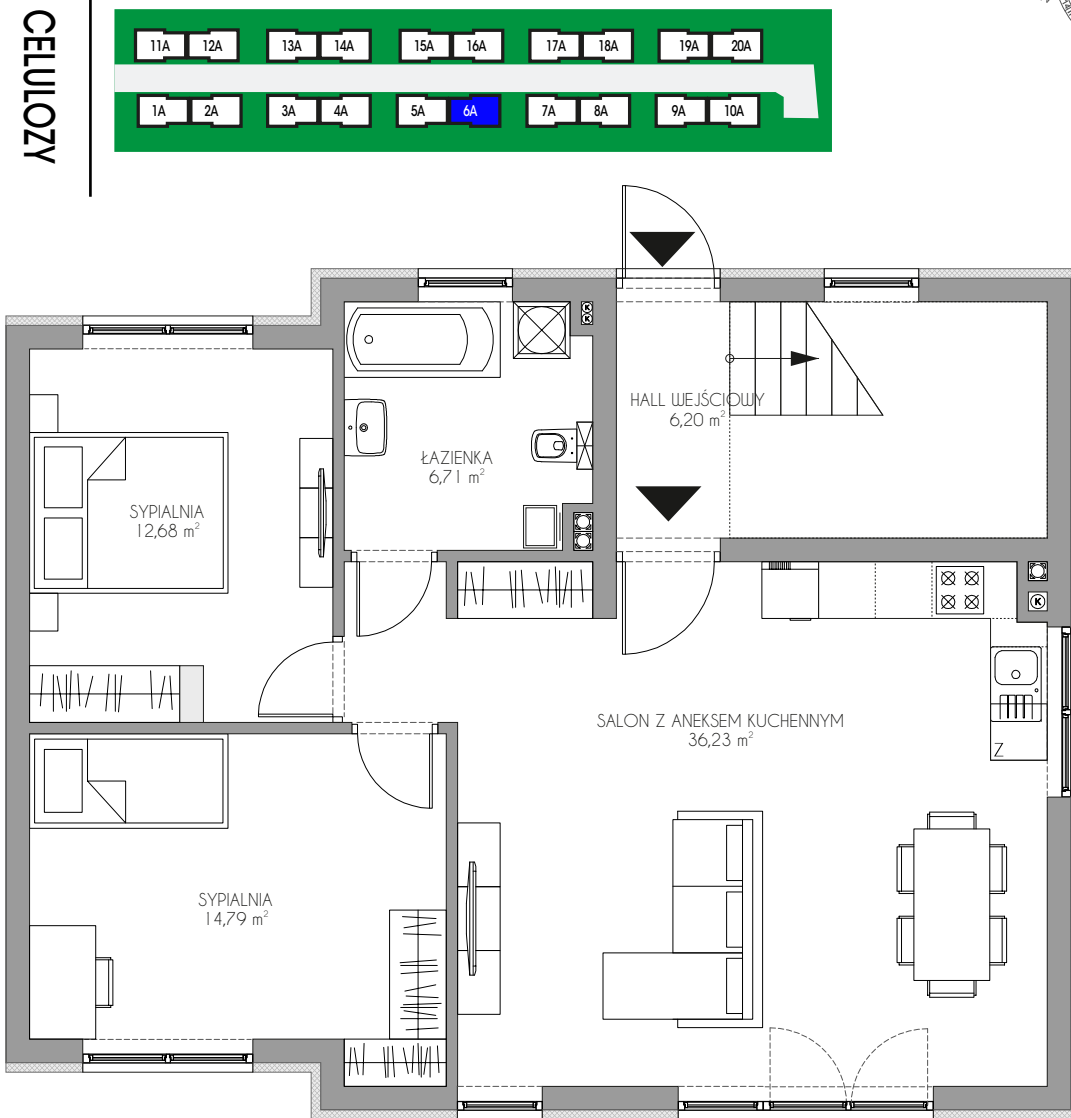 CELULOZY
11A 12A 13A 14A 15A 16A 17A 18A 19A 20A
1A 2A 3A 4A 5A 6A 7A 8A 9A 10A
HALL WEJŚCIOWY
6,20 m²
ŁAZIENKA
6,71 m²
SYPIALNIA
12,68 m²
K
K
K
SALON Z ANEKSEM KUCHENNYM
36,23 m²
Z
SYPIALNIA
14,79 m²